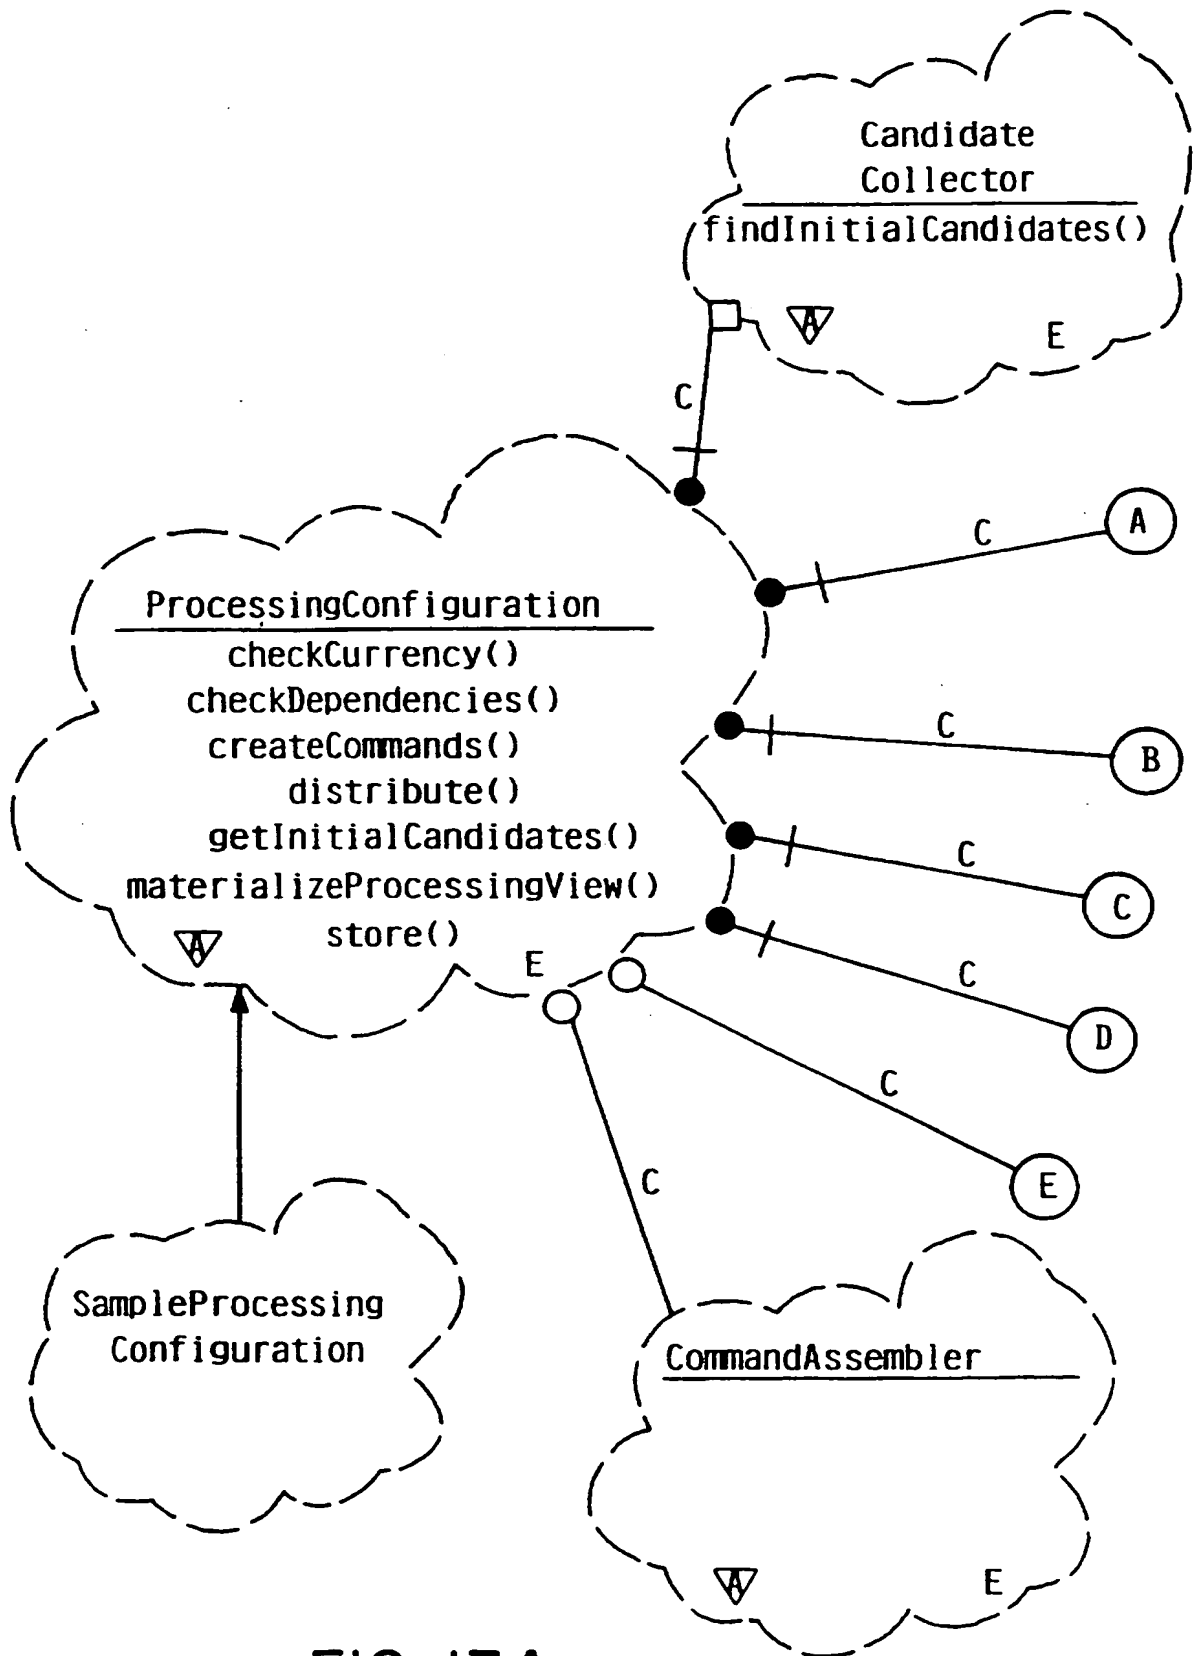 Candidate
Collector
findInitialCandidates()
A
E
C
C
A
ProcessingConfiguration
checkCurrency()
checkDependencies()
createCommands()
distribute()
getInitialCandidates()
materializeProcessingView()
store()
A
E
C
B
C
C
C
D
C
E
C
SampleProcessing
Configuration
CommandAssembler
A
E